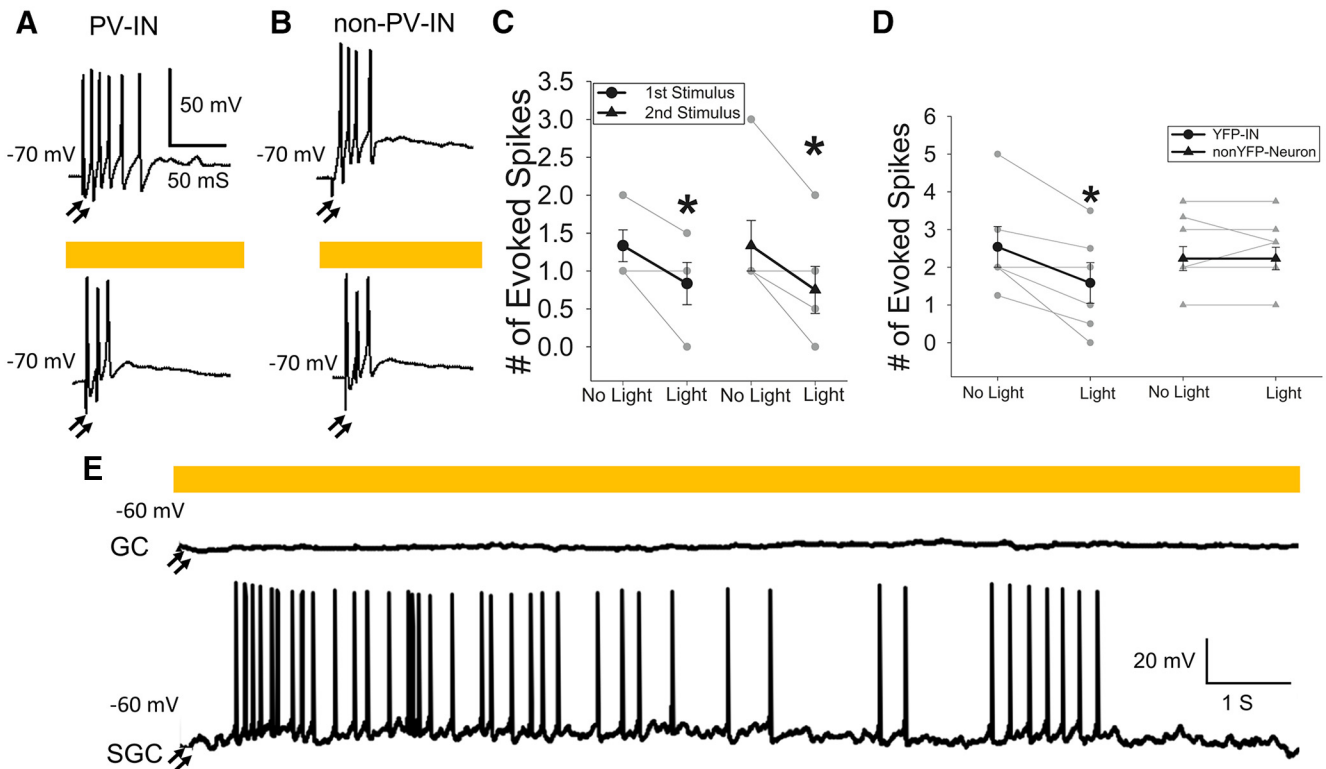 A
PV-IN
50 mV
-70 mV
50 mS
-70 mV
B
non-PV-IN
-70 mV
-70 mV
C
# of Evoked Spikes
3.5
3.0
2.5
2.0
1.5
1.0
0.5
0.0
1st Stimulus
2nd Stimulus
*
*
No Light
Light
No Light
Light
D
# of Evoked Spikes
6
5
4
3
2
1
0
YFP-IN
nonYFP-Neuron
*
No Light
Light
No Light
Light
E
-60 mV
GC
20 mV
1 S
-60 mV
SGC